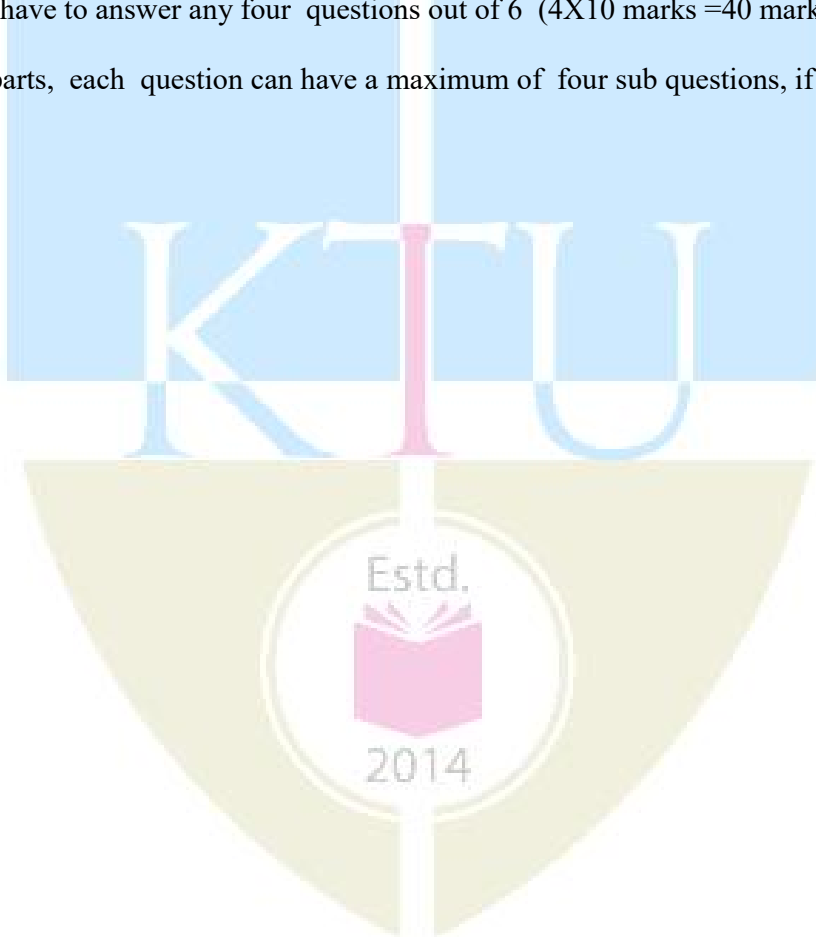 have to answer any four questions out of 6 (4X10 marks =40 mark
parts, each question can have a maximum of four sub questions, if
KTU
Estd.
2014